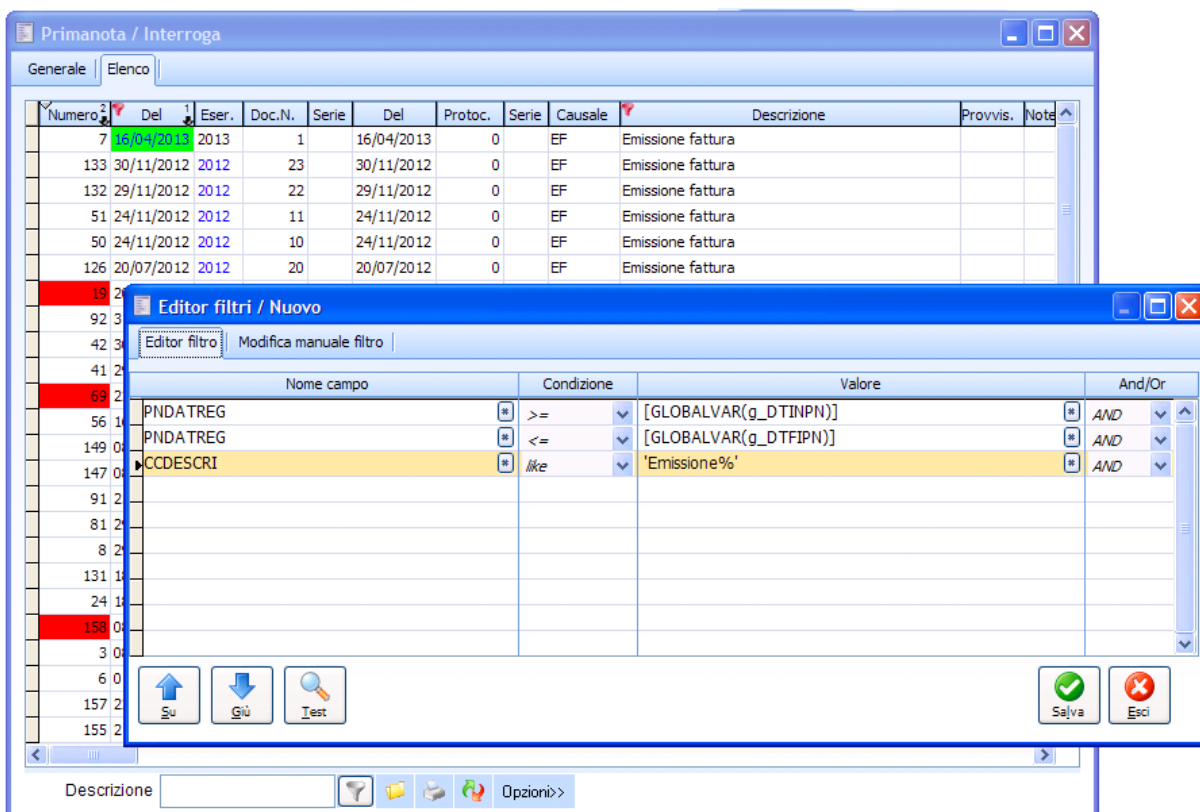 Primanota / Interroga
Generale Elenco
Numero 2 Del 1 Eser. Doc.N. Serie Del Protoc. Serie Causale Descrizione Provvis. Note
7 16/04/2013 2013 1 16/04/2013 0 EF Emissione fattura
133 30/11/2012 2012 23 30/11/2012 0 EF Emissione fattura
132 29/11/2012 2012 22 29/11/2012 0 EF Emissione fattura
51 24/11/2012 2012 11 24/11/2012 0 EF Emissione fattura
50 24/11/2012 2012 10 24/11/2012 0 EF Emissione fattura
126 20/07/2012 2012 20 20/07/2012 0 EF Emissione fattura
19
92
42
41
69
56
149
147
91
81
8
131
24
158
3
6
157
155
Editor filtri / Nuovo
Editor filtro Modifica manuale filtro
Nome campo Condizione Valore And/Or
PNDATREG >= [GLOBALVAR(g_DTINPN)] AND
PNDATREG <= [GLOBALVAR(g_DTFIPN)] AND
CCDESCRI like 'Emissione%' AND
Su Giù Test Salva Esci
Descrizione Opzioni>>